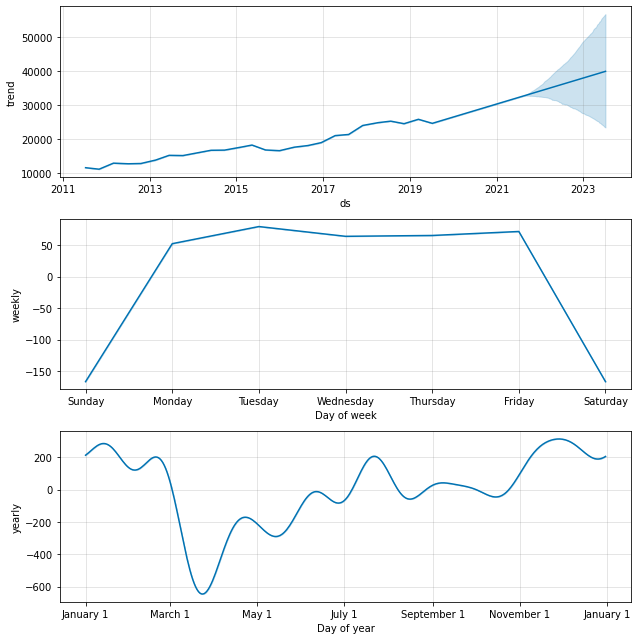 50000
40000
30000
20000
10000
trend
2011 2013 2015 2017 2019 2021 2023
ds
50
0
−50
−100
−150
weekly
Sunday Monday Tuesday Wednesday Thursday Friday Saturday
Day of week
200
0
−200
−400
−600
yearly
January 1 March 1 May 1 July 1 September 1 November 1 January 1
Day of year